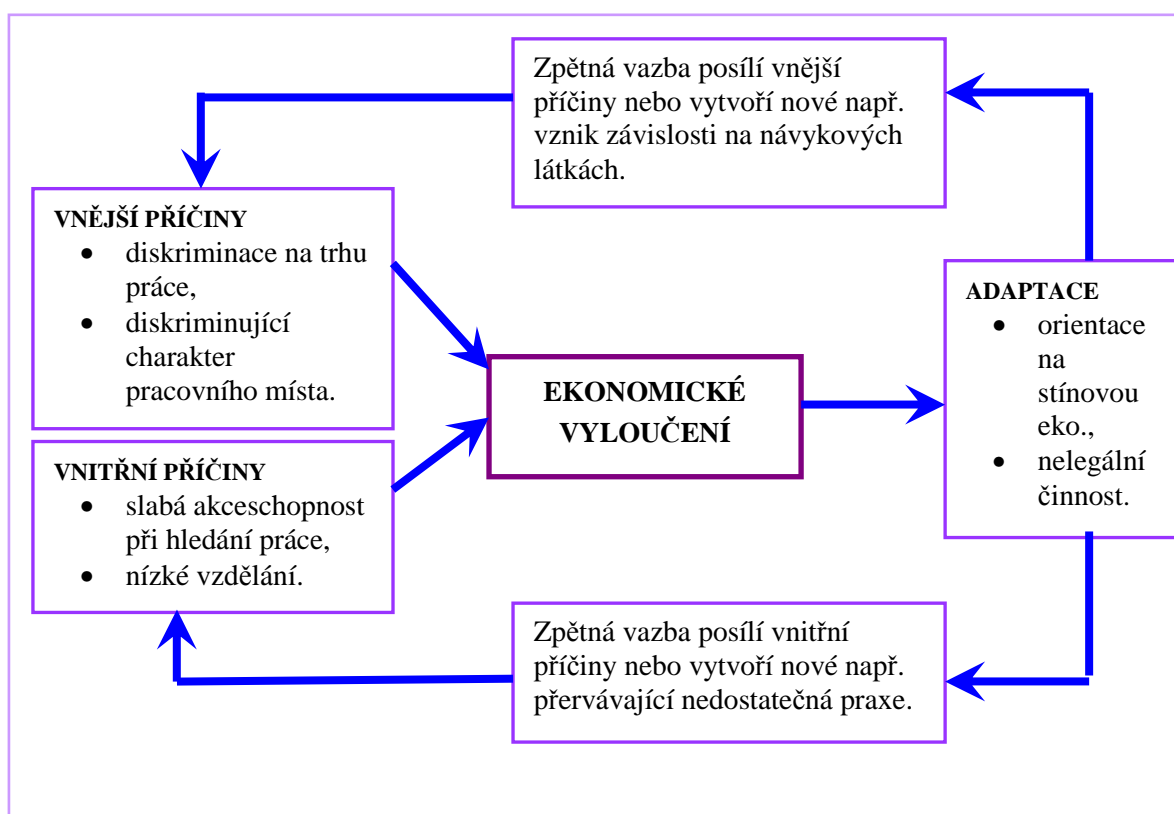 Zpětná vazba posílí vnější
příčiny nebo vytvoří nové např.
vznik závislosti na návykových
látkách.
VNĚJŠÍ PŘÍČINY
• diskriminace na trhu
práce,
• diskriminující
charakter
pracovního místa.
VNITŘNÍ PŘÍČINY
• slabá akceschopnost
při hledání práce,
• nízké vzdělání.
EKONOMICKÉ
VYLOUČENÍ
ADAPTACE
• orientace
na
stínovou
eko.,
• nelegální
činnost.
Zpětná vazba posílí vnitřní
příčiny nebo vytvoří nové např.
přervávající nedostatečná praxe.